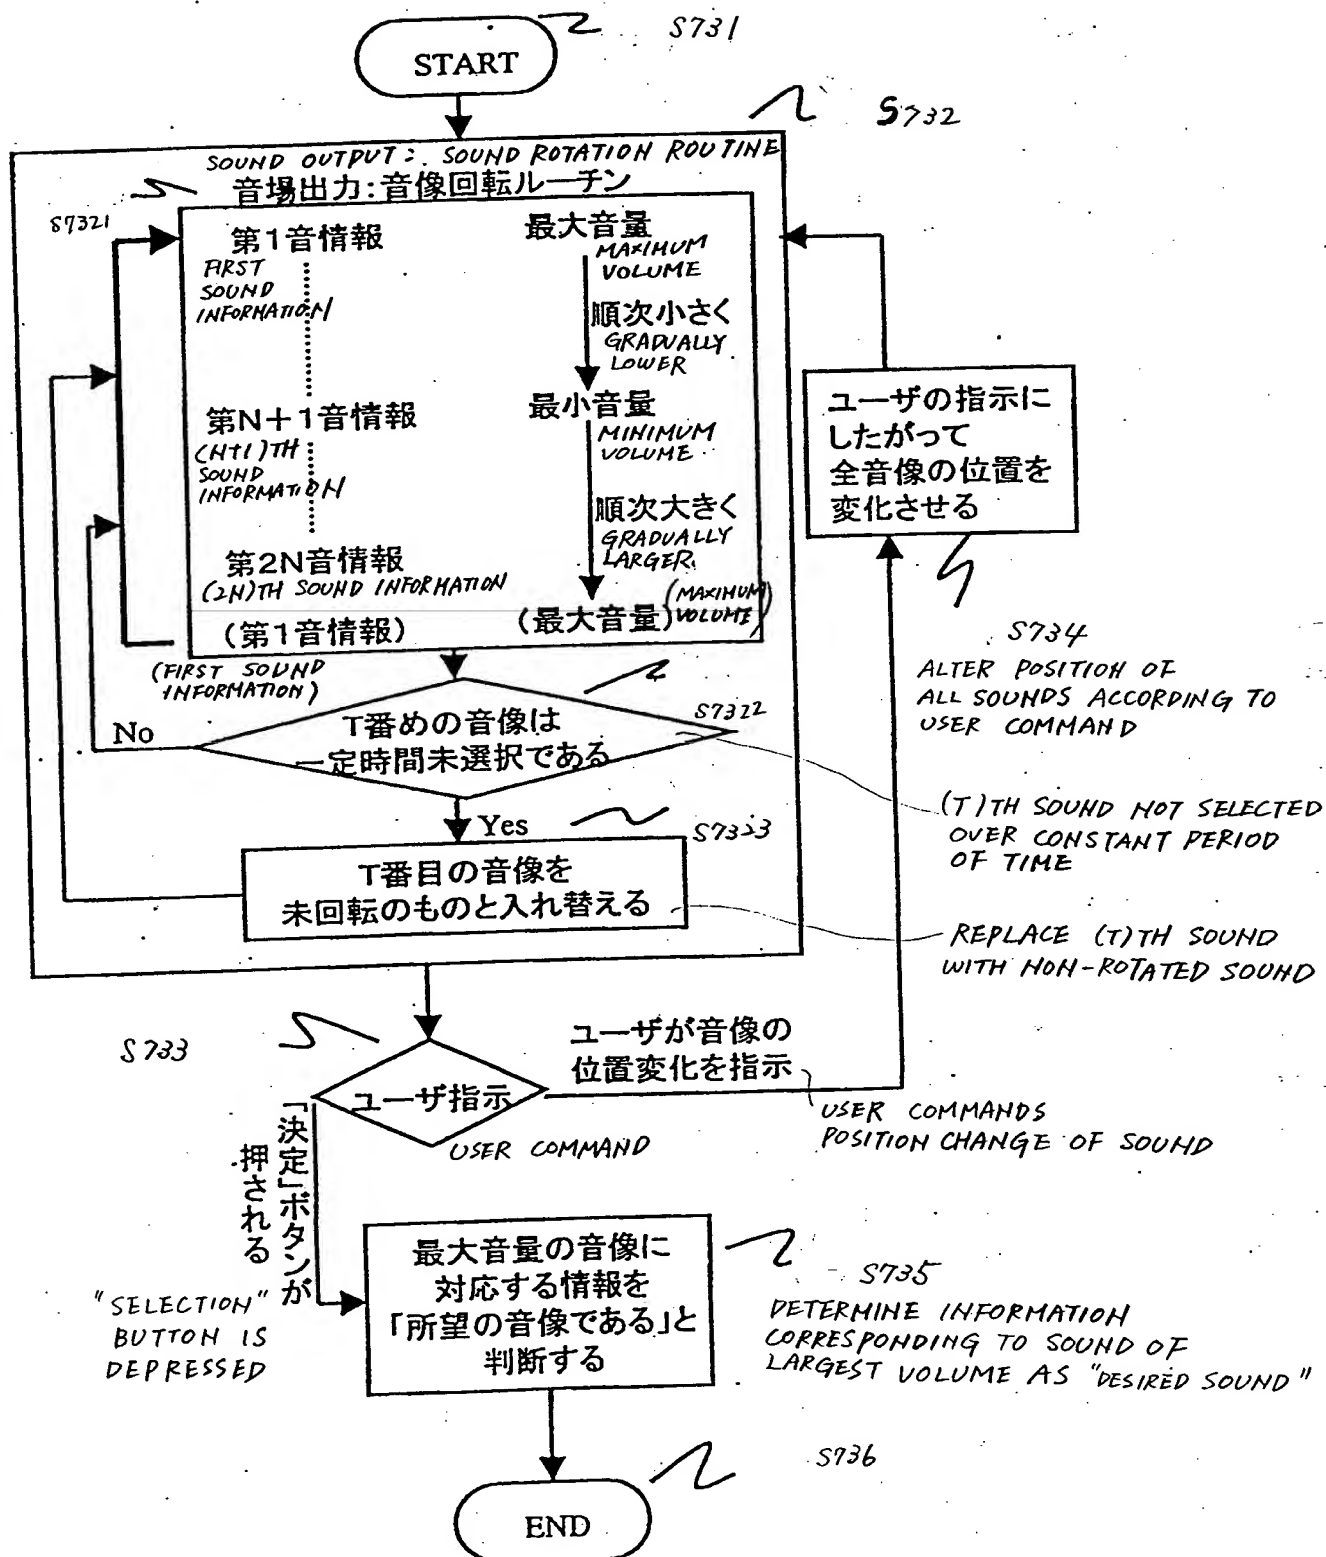 S731
START
S732
SOUND OUTPUT: SOUND ROTATION ROUTINE
音場出力:音像回転ルーチン
S7321
第1音情報
FIRST
SOUND
INFORMATION
最大音量
MAXIMUM
VOLUME
順次小さく
GRADUALLY
LOWER
第N+1音情報
(N+1)TH
SOUND
INFORMATION
最小音量
MINIMUM
VOLUME
順次大きく
GRADUALLY
LARGER
第2N音情報
(2N)TH SOUND INFORMATION
(第1音情報)
(FIRST SOUND
INFORMATION)
(最大音量)
(MAXIMUM
VOLUME)
ユーザの指示に
したがって
全音像の位置を
変化させる
S734
ALTER POSITION OF
ALL SOUNDS ACCORDING TO
USER COMMAND
No
T番めの音像は
一定時間未選択である
S7322
(T)TH SOUND NOT SELECTED
OVER CONSTANT PERIOD
OF TIME
Yes
S7323
T番目の音像を
未回転のものと入れ替える
REPLACE (T)TH SOUND
WITH NON-ROTATED SOUND
S733
ユーザ指示
USER COMMAND
ユーザが音像の
位置変化を指示
USER COMMANDS
POSITION CHANGE OF SOUND
「決定」ボタンが
押される
"SELECTION"
BUTTON IS
DEPRESSED
最大音量の音像に
対応する情報を
「所望の音像である」と
判断する
S735
DETERMINE INFORMATION
CORRESPONDING TO SOUND OF
LARGEST VOLUME AS "DESIRED SOUND"
S736
END